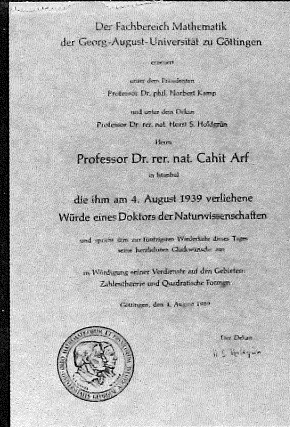 Der Fachbereich Mathematik
der Georg-August-Universität zu Göttingen
erneuert
unter dem Präsidenten
Professor Dr. phil. Norbert Kamp
und unter dem Dekan
Professor Dr. rer. nat. Horst S. Holdgrün
Herrn
Professor Dr. rer. nat. Cahit Arf
in Istanbul
die ihm am 4. August 1939 verliehene
Würde eines Doktors der Naturwissenschaften
und spricht ihm zur fünfzigsten Wiederkehr dieses Tages
seine herzlichsten Glückwünsche aus
in Würdigung seiner Verdienste auf den Gebieten
Zahlentheorie und Quadratische Formen
Göttingen, den 4. August 1989
Der Dekan
H. S. Holdgrün